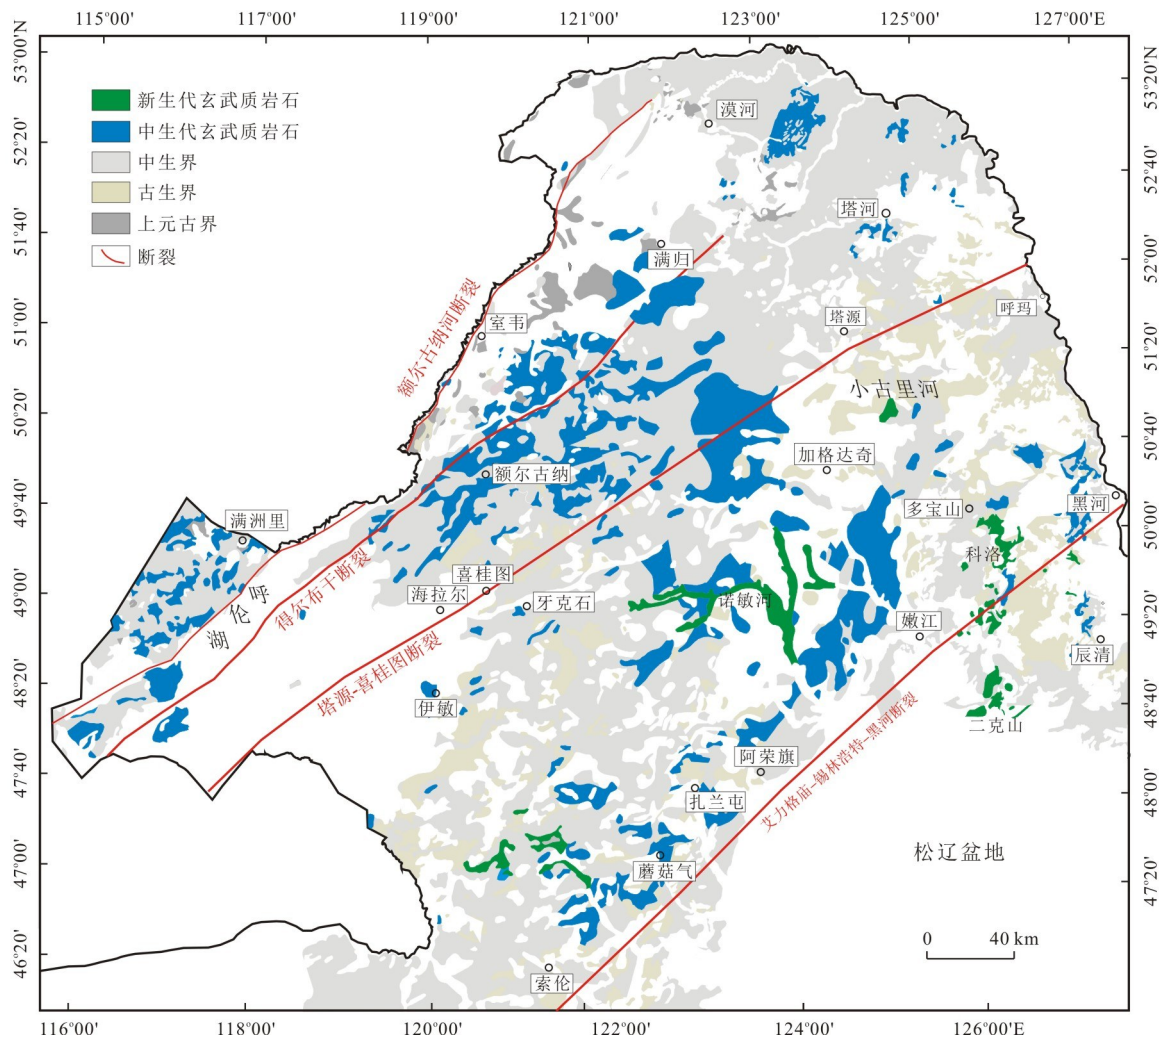 115°00' 117°00' 119°00' 121°00' 123°00' 125°00' 127°00'E
53°00'N
52°20'
51°40'
51°00'
50°20'
49°40'
49°00'
48°20'
47°40'
47°00'
46°20'
53°20'N
52°40'
52°00'
51°20'
50°40'
50°00'
49°20'
48°40'
48°00'
47°20'
新生代玄武质岩石
中生代玄武质岩石
中生界
古生界
上元古界
断裂
漠河
塔河
满归
呼玛
室韦
塔源
额尔古纳河断裂
小古里河
加格达奇
额尔古纳
多宝山
黑河
满洲里
科洛
喜桂图
海拉尔
牙克石
诺敏河
呼伦湖
得尔布干断裂
嫩江
辰清
塔源-喜桂图断裂
伊敏
二克山
阿荣旗
艾力格庙-锡林浩特-黑河断裂
扎兰屯
蘑菇气
松辽盆地
索伦
0 40 km
116°00' 118°00' 120°00' 122°00' 124°00' 126°00'E